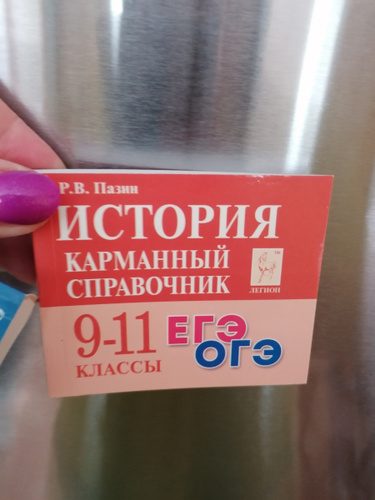 Р.В. Пазин
ИСТОРИЯ
КАРМАННЫЙ
СПРАВОЧНИК
ЛЕГИОН
9-11
КЛАССЫ
ЕГЭ
ОГЭ